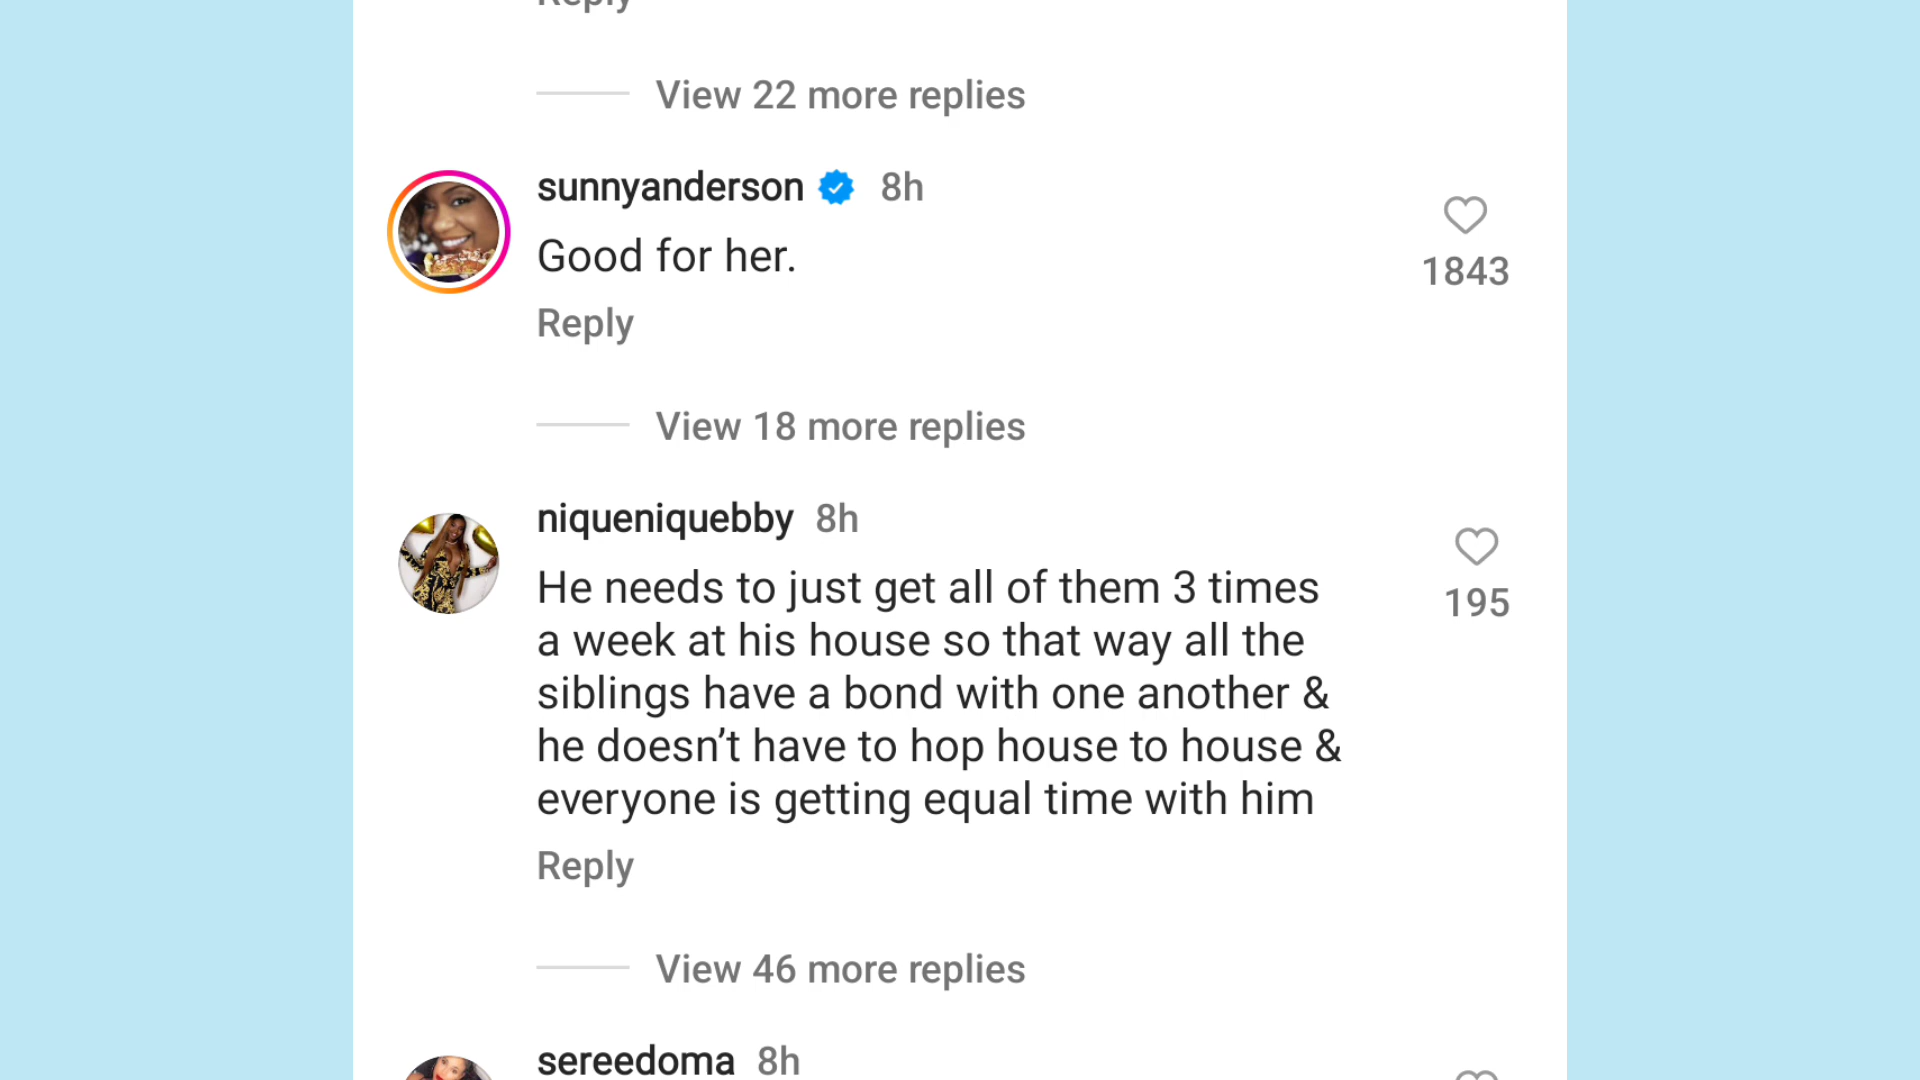 Reply
View 22 more replies
sunnyanderson 8h
Good for her.
1843
Reply
View 18 more replies
niqueniquebby 8h
He needs to just get all of them 3 times
195
a week at his house so that way all the
siblings have a bond with one another &
he doesn’t have to hop house to house &
everyone is getting equal time with him
Reply
View 46 more replies
sereedoma 8h